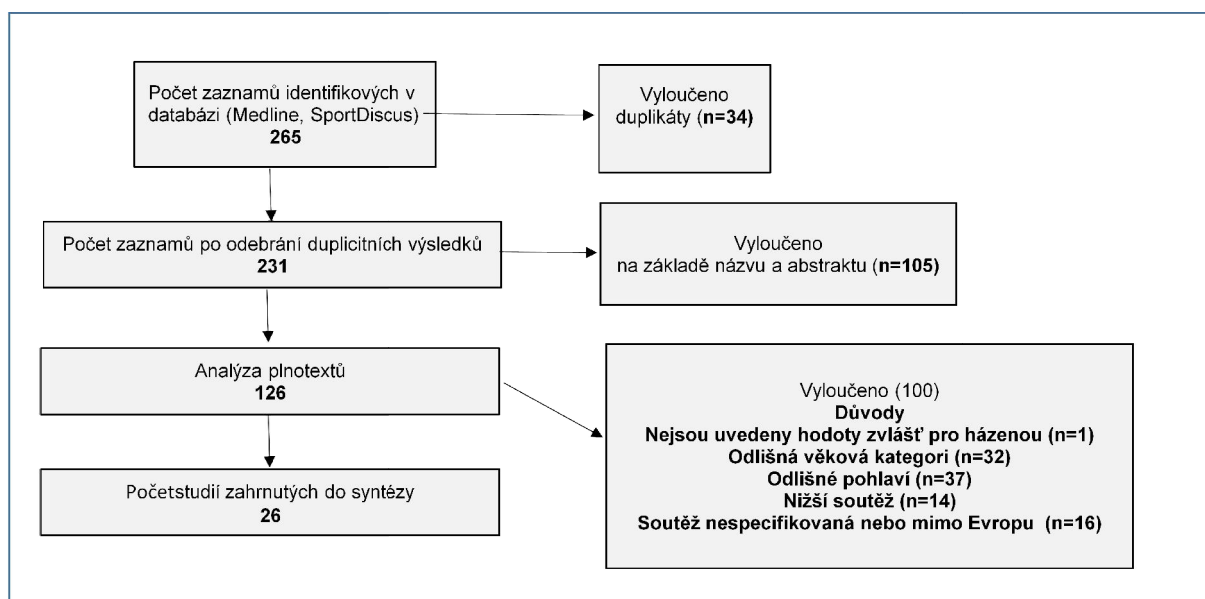 Počet zaznamů identifikových v
databázi (Medline, SportDiscus)
265
Vyloučeno
duplikáty (n=34)
Počet zaznamů po odebrání duplicitních výsledků
231
Vyloučeno
na základě názvu a abstraktu (n=105)
Analýza plnotextů
126
Vyloučeno (100)
Důvody
Nejsou uvedeny hodoty zvlášť pro házenou (n=1)
Odlišná věková kategori (n=32)
Odlišné pohlaví (n=37)
Nižší soutěž (n=14)
Soutěž nespecifikovaná nebo mimo Evropu (n=16)
Početstudií zahrnutých do syntézy
26